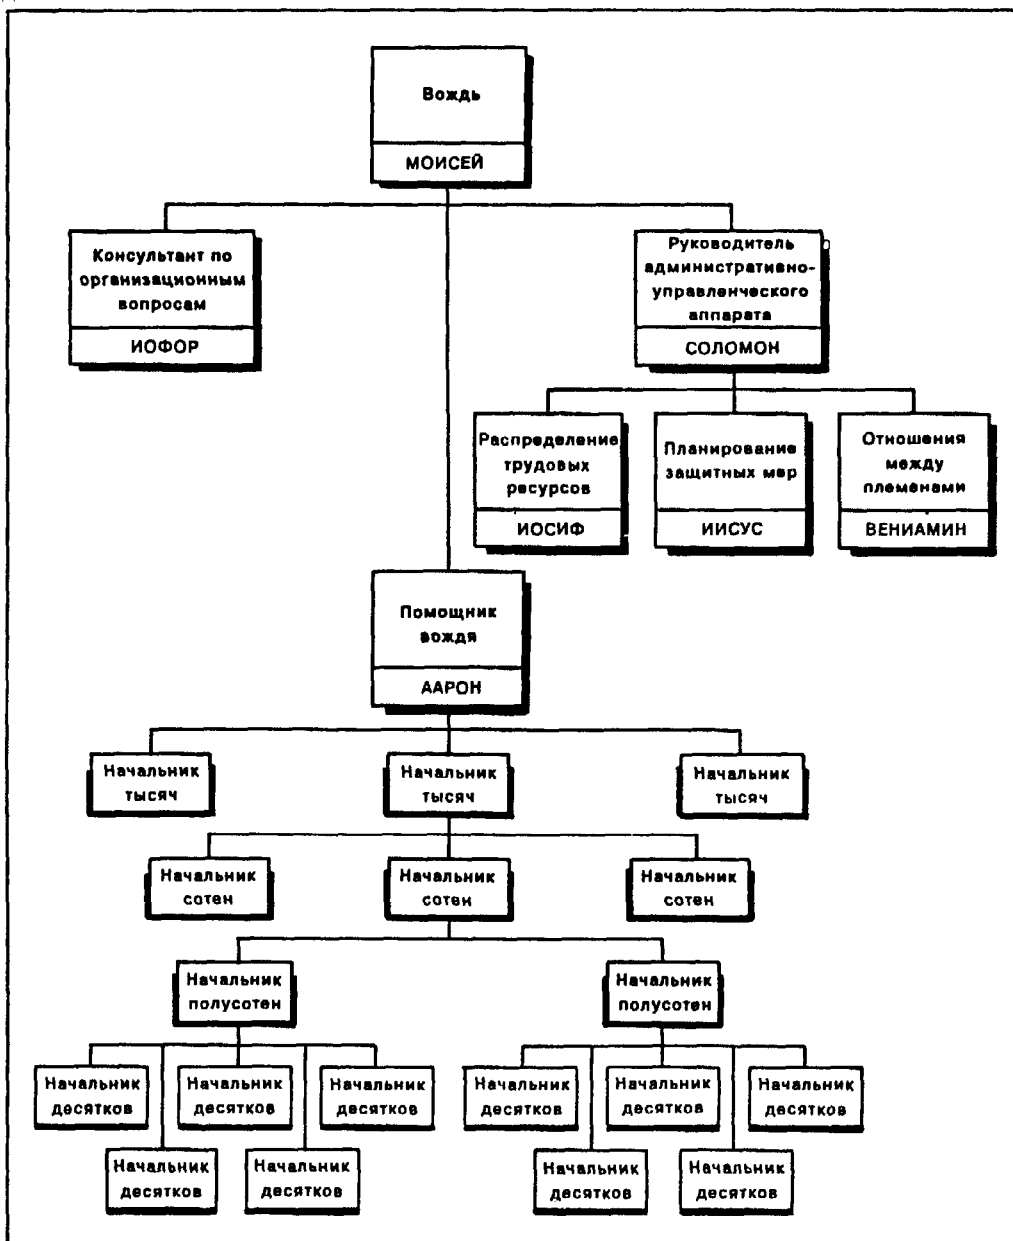 Вождь
МОИСЕЙ
Консультант по
организационным
вопросам
ИОФОР
Руководитель
административно-
управленческого
аппарата
СОЛОМОН
Распределение
трудовых
ресурсов
ИОСИФ
Планирование
защитных мер
ИИСУС
Отношения
между
племенами
ВЕНИАМИН
Помощник
вождя
ААРОН
Начальник
тысяч
Начальник
тысяч
Начальник
тысяч
Начальник
сотен
Начальник
сотен
Начальник
сотен
Начальник
полусотен
Начальник
полусотен
Начальник
десятков
Начальник
десятков
Начальник
десятков
Начальник
десятков
Начальник
десятков
Начальник
десятков
Начальник
десятков
Начальник
десятков
Начальник
десятков
Начальник
десятков